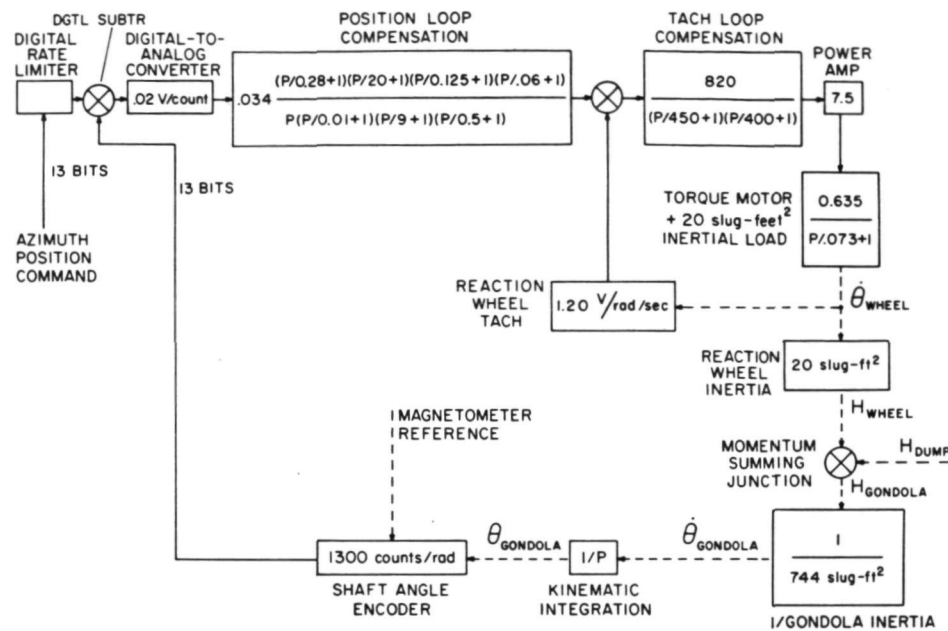 DGTL SUBTR
DIGITAL
RATE
LIMITER
DIGITAL-TO-
ANALOG
CONVERTER
.02 V/count
POSITION LOOP
COMPENSATION
.034
(P/0.28+1)(P/20+1)(P/0.125+1)(P/.06+1)
P(P/0.01+1)(P/9+1)(P/0.5+1)
TACH LOOP
COMPENSATION
820
(P/450+1)(P/400+1)
POWER
AMP
7.5
13 BITS
13 BITS
AZIMUTH
POSITION
COMMAND
TORQUE MOTOR
+ 20 slug-feet²
INERTIAL LOAD
0.635
P/.073+1
REACTION
WHEEL
TACH
1.20 V/rad/sec
θ̇WHEEL
REACTION
WHEEL
INERTIA
20 slug-ft²
HWHEEL
MAGNETOMETER
REFERENCE
MOMENTUM
SUMMING
JUNCTION
HDUMP
HGONDOLA
1300 counts/rad
SHAFT ANGLE
ENCODER
θGONDOLA
1/P
KINEMATIC
INTEGRATION
θ̇GONDOLA
1
744 slug-ft²
1/GONDOLA INERTIA